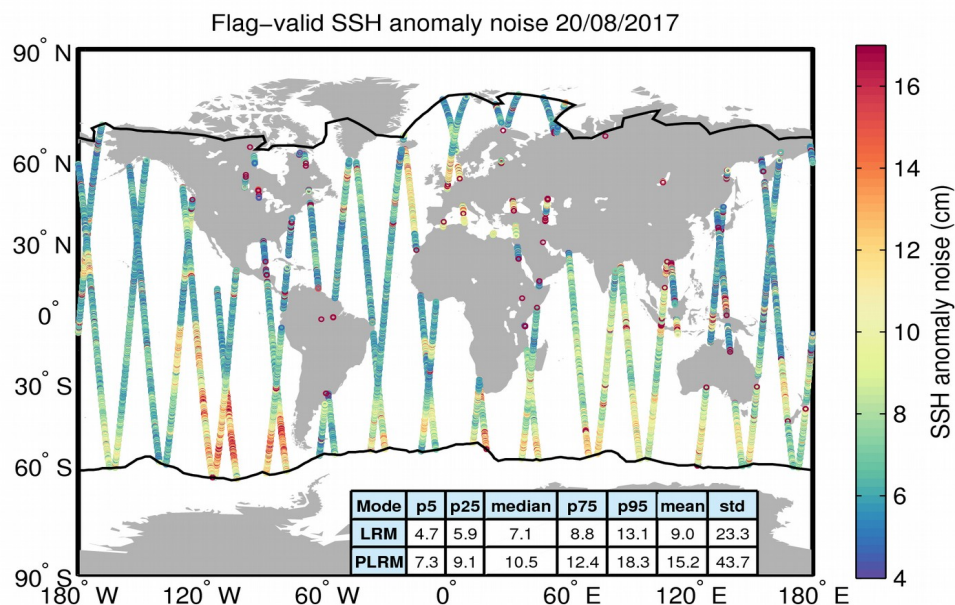 Flag−valid SSH anomaly noise 20/08/2017
90° N
60° N
30° N
0°
30° S
60° S
90° S
180° W
120° W
60° W
0°
60° E
120° E
180° E
Mode p5 p25 median p75 p95 mean std
LRM 4.7 5.9 7.1 8.8 13.1 9.0 23.3
PLRM 7.3 9.1 10.5 12.4 18.3 15.2 43.7
16
14
12
10
8
6
4
SSH anomaly noise (cm)